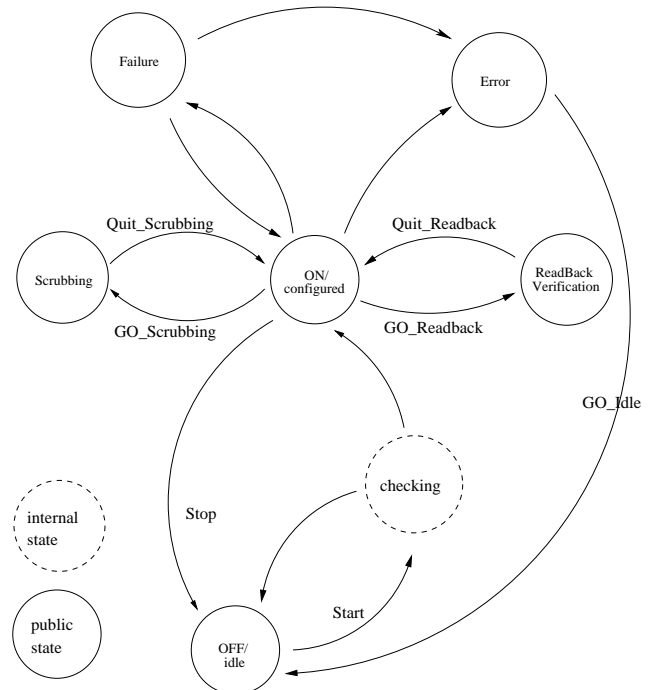 Failure
Error
Quit_Scrubbing
Quit_Readback
Scrubbing
ON/
configured
ReadBack
Verification
GO_Scrubbing
GO_Readback
GO_Idle
checking
internal
state
Stop
Start
public
state
OFF/
idle